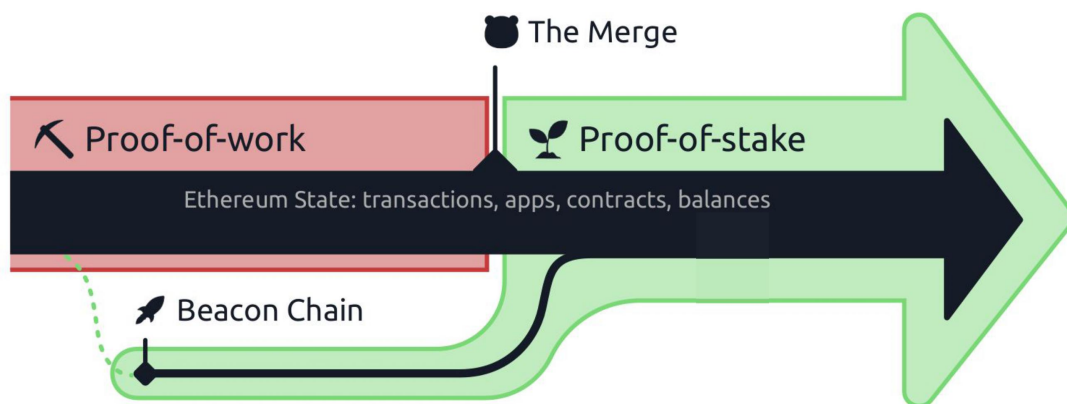 The Merge
Proof-of-work
Proof-of-stake
Ethereum State: transactions, apps, contracts, balances
Beacon Chain